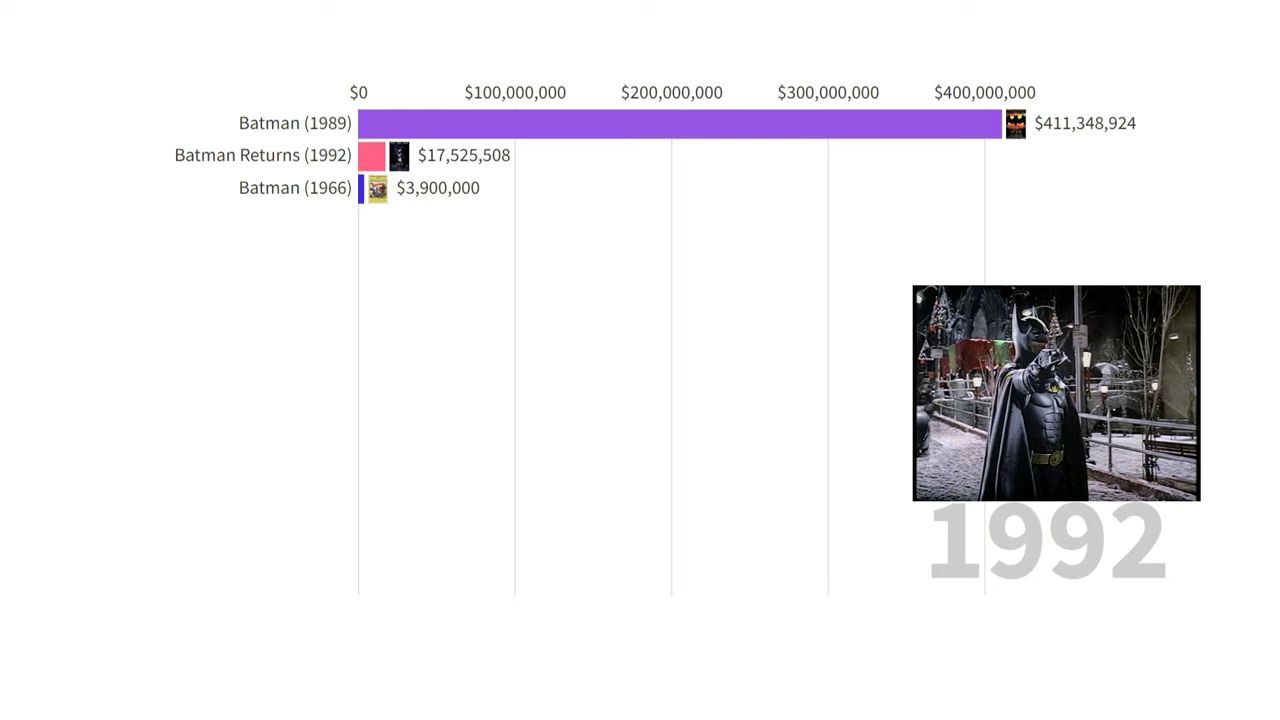 $0 $100,000,000 $200,000,000 $300,000,000 $400,000,000
Batman (1989) $411,348,924
Batman Returns (1992) $17,525,508
Batman (1966) $3,900,000
1992